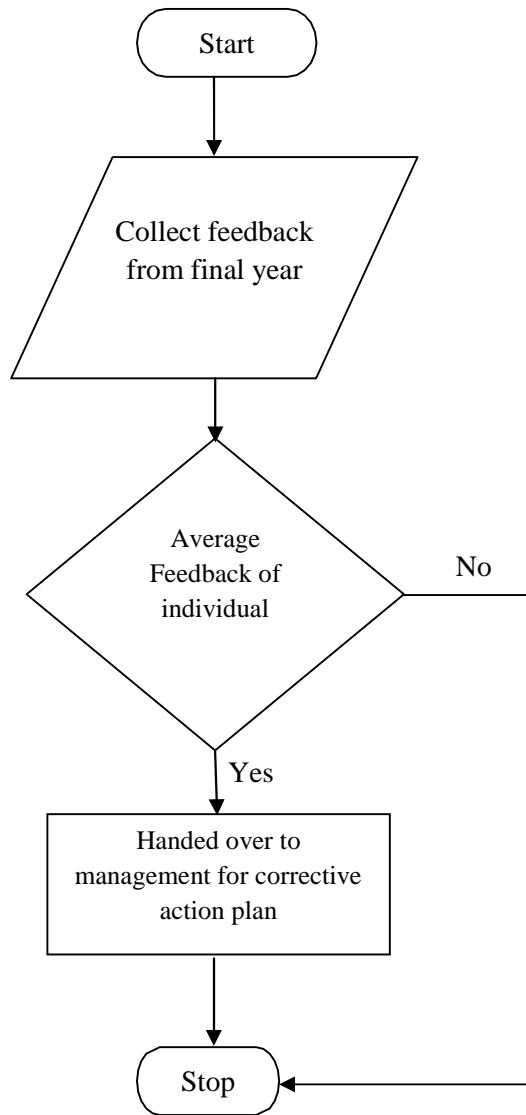 Start
Collect feedback
from final year
Average
Feedback of
individual
No
Yes
Handed over to
management for corrective
action plan
Stop